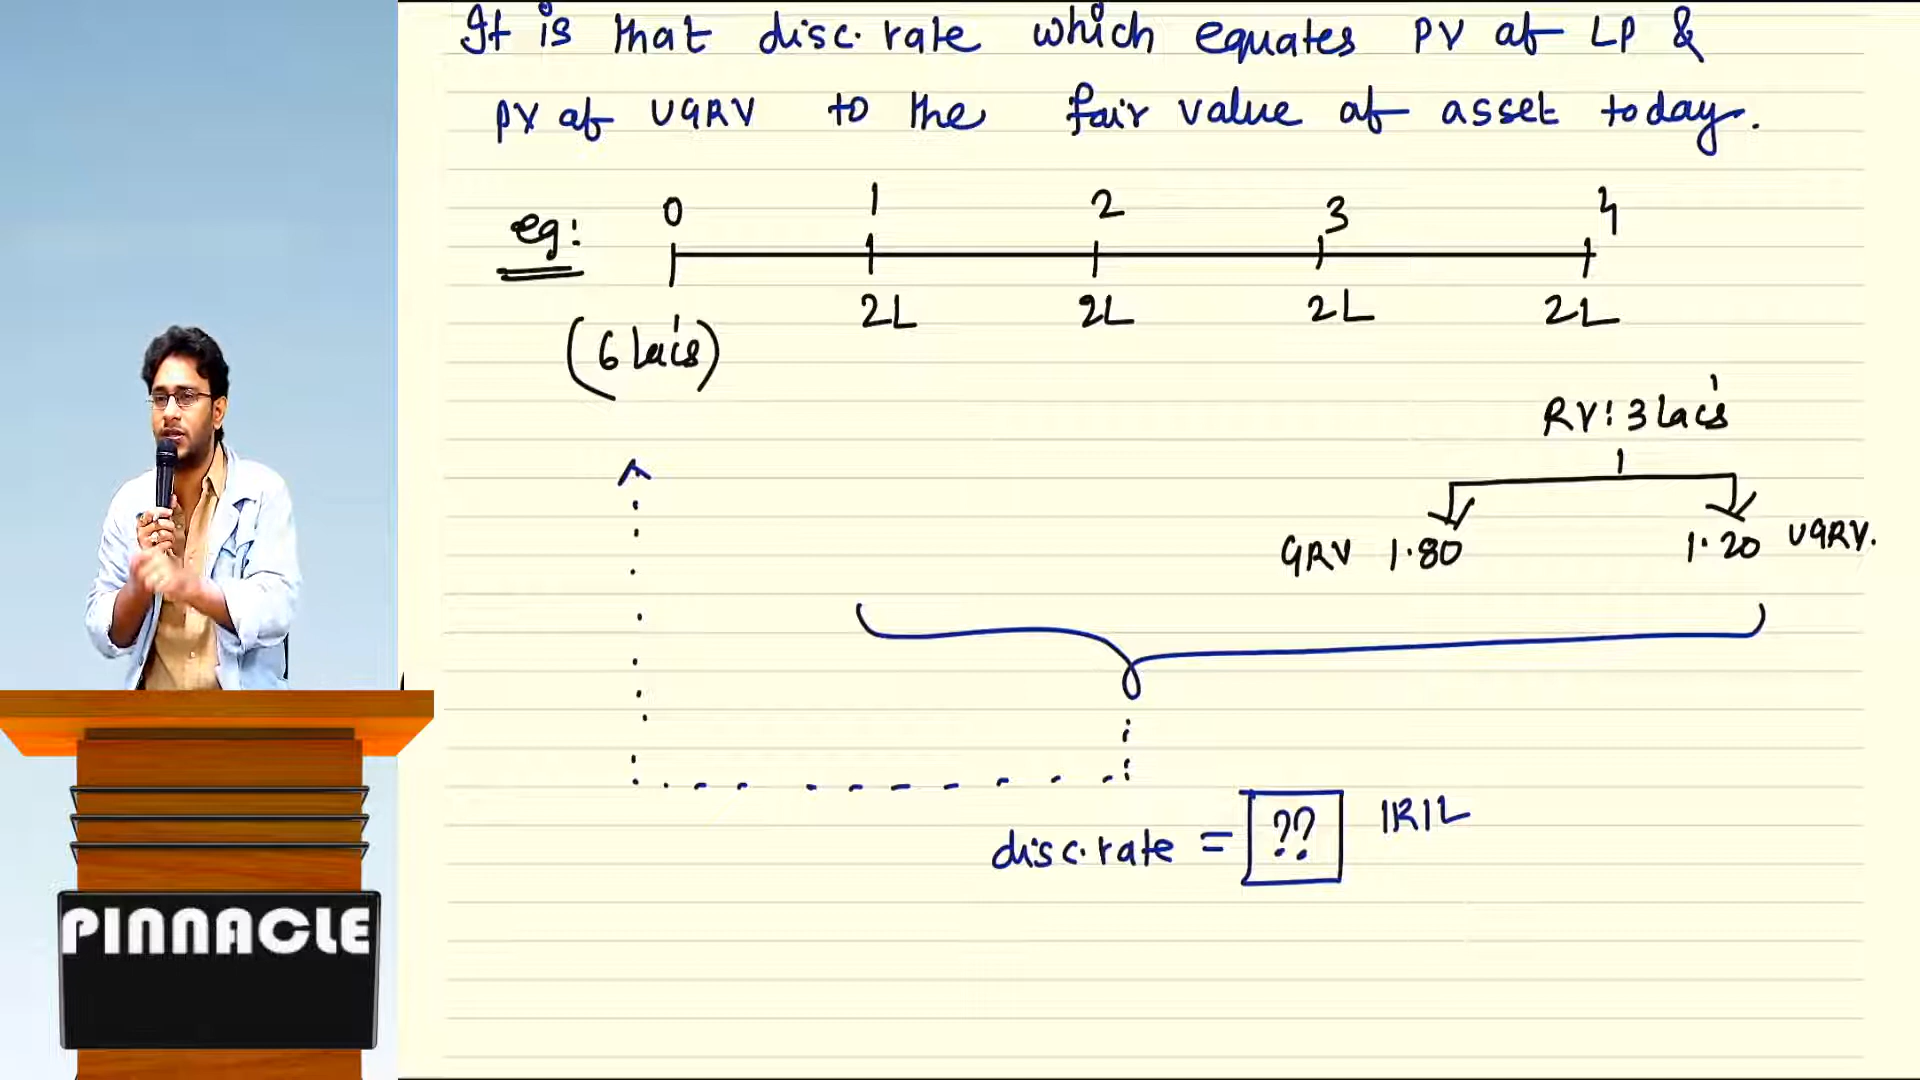 It is that disc. rate which equates PV of LP &
PV of UGRV to the fair value of asset today.
eg:
0 1 2 3 4
(6 lacs) 2L 2L 2L 2L
RV: 3 lacs
GRV 1.80 1.20 UGRV.
disc. rate = ?? IRIL
PINNACLE